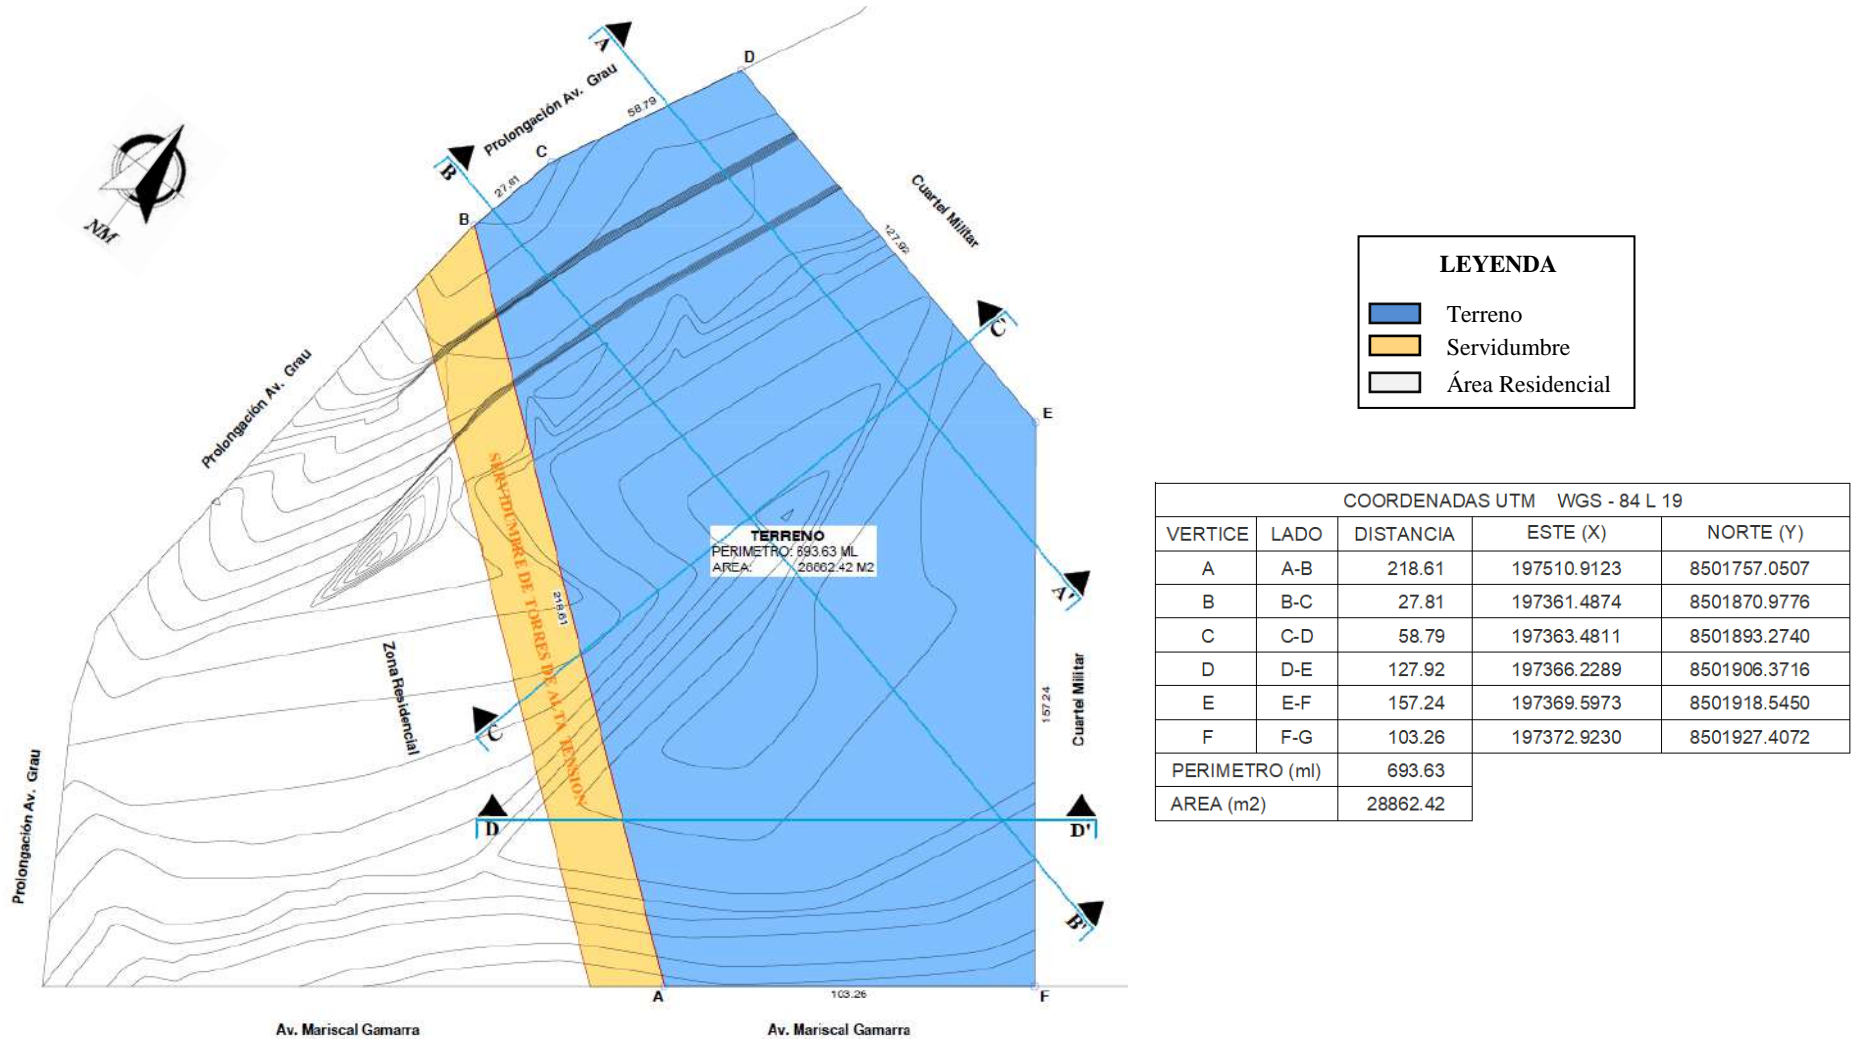 A
D
Prolongación Av. Grau
58.79
C
B
27.81
B
NM
Cuartel Militar
127.92
C'
E
Prolongación Av. Grau
SERVIDUMBRE DE TORRES DE ALTA TENSION
TERRENO
PERIMETRO: 693.63 ML
AREA: 28862.42 M2
218.61
A'
Zona Residencial
C
157.24
Cuartel Militar
Prolongación Av. Grau
D
D'
B'
A
103.26
F
Av. Mariscal Gamarra
Av. Mariscal Gamarra
LEYENDA
Terreno
Servidumbre
Área Residencial
COORDENADAS UTM WGS - 84 L 19
VERTICE LADO DISTANCIA ESTE (X) NORTE (Y)
A A-B 218.61 197510.9123 8501757.0507
B B-C 27.81 197361.4874 8501870.9776
C C-D 58.79 197363.4811 8501893.2740
D D-E 127.92 197366.2289 8501906.3716
E E-F 157.24 197369.5973 8501918.5450
F F-G 103.26 197372.9230 8501927.4072
PERIMETRO (ml) 693.63
AREA (m2) 28862.42